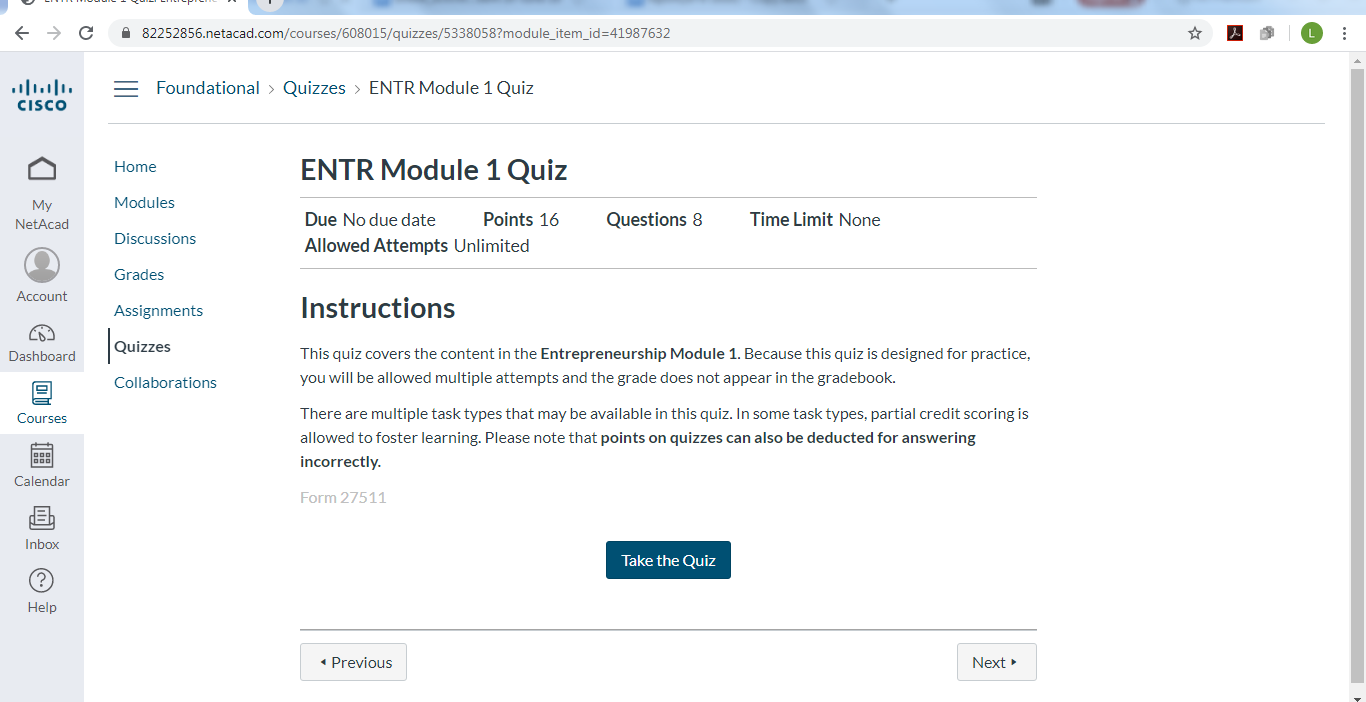 ENTR Module 1 Quiz: Entreprene
82252856.netacad.com/courses/608015/quizzes/5338058?module_item_id=41987632
L
CISCO
Foundational > Quizzes > ENTR Module 1 Quiz
My
NetAcad
Account
Dashboard
Courses
Calendar
Inbox
Help
Home
Modules
Discussions
Grades
Assignments
Quizzes
Collaborations
ENTR Module 1 Quiz
Due No due date Points 16 Questions 8 Time Limit None
Allowed Attempts Unlimited
Instructions
This quiz covers the content in the Entrepreneurship Module 1. Because this quiz is designed for practice,
you will be allowed multiple attempts and the grade does not appear in the gradebook.
There are multiple task types that may be available in this quiz. In some task types, partial credit scoring is
allowed to foster learning. Please note that points on quizzes can also be deducted for answering
incorrectly.
Form 27511
Take the Quiz
Previous
Next